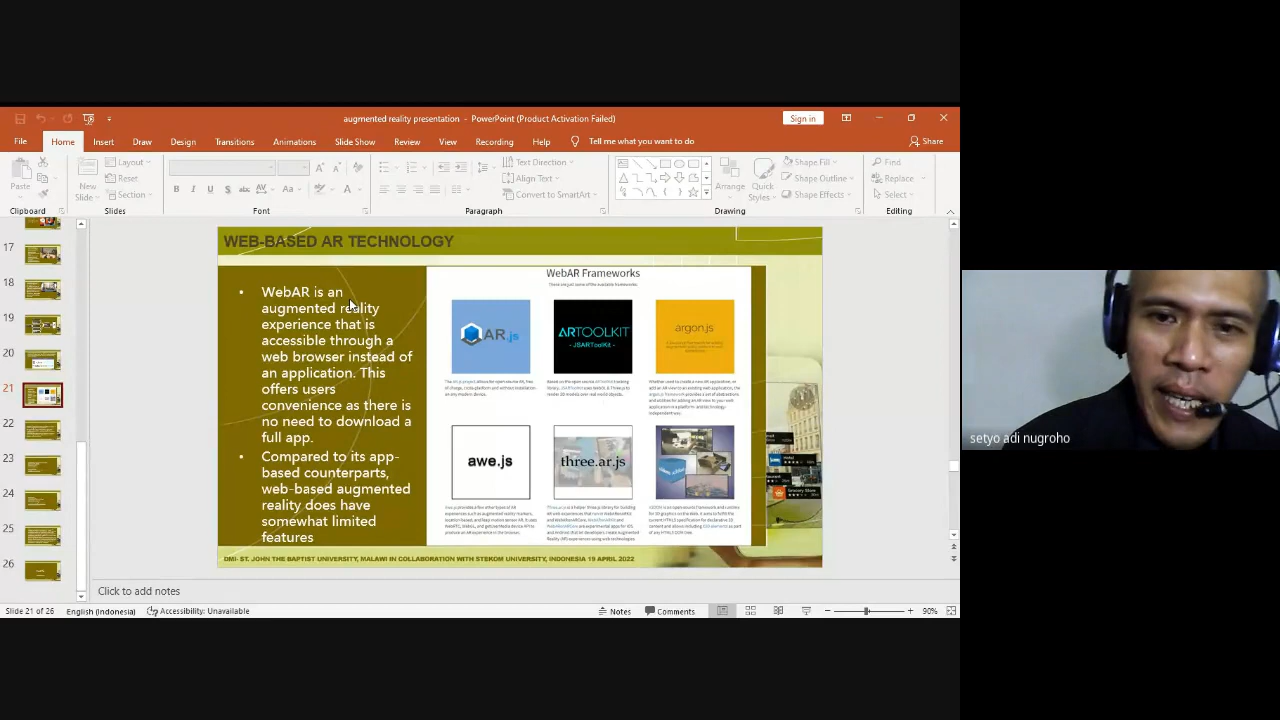 augmented reality presentation - PowerPoint (Product Activation Failed)
Sign in
File Home Insert Draw Design Transitions Animations Slide Show Review View Recording Help Tell me what you want to do Share
Paste
New
Slide
Layout
Reset
Section
Text Direction
Align Text
Convert to SmartArt
Arrange
Quick
Styles
Shape Fill
Shape Outline
Shape Effects
Find
Replace
Select
Clipboard Slides Font Paragraph Drawing Editing
17
18
19
20
21
22
23
24
26
WEB-BASED AR TECHNOLOGY
• WebAR is an
augmented reality
experience that is
accessible through a
web browser instead of
an application. This
offers users
convenience as there is
no need to download a
full app.
• Compared to its app-
based counterparts,
web-based augmented
reality does have
somewhat limited
features
WebAR Frameworks
AR.js
ARTOOLKIT
- JSARToolKit -
argon.js
awe.js
three.ar.js
DMI- ST. JOHN THE BAPTIST UNIVERSITY, MALAWI IN COLLABORATION WITH STEKOM UNIVERSITY, INDONESIA 19 APRIL 2022
Click to add notes
Slide 21 of 26 English (Indonesia) Accessibility: Unavailable Notes Comments 90%
setyo adi nugroho